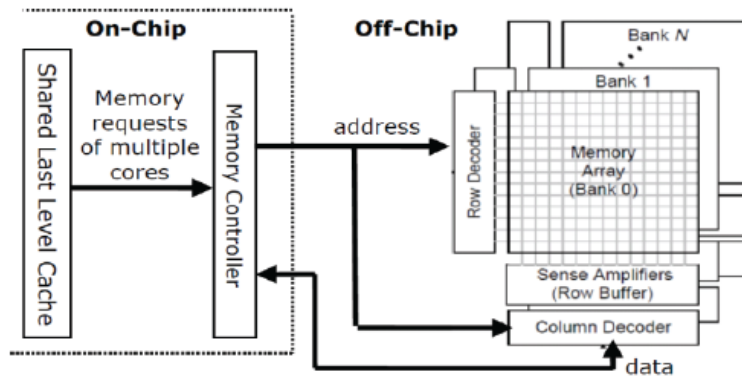 On-Chip
Off-Chip
Shared Last Level Cache
Memory
requests
of multiple
cores
Memory Controller
address
Row Decoder
Bank N
Bank 1
Memory
Array
(Bank 0)
Sense Amplifiers
(Row Buffer)
Column Decoder
data